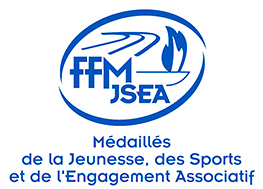 FFM
JSEA
Médaillés
de la Jeunesse, des Sports
et de l'Engagement Associatif